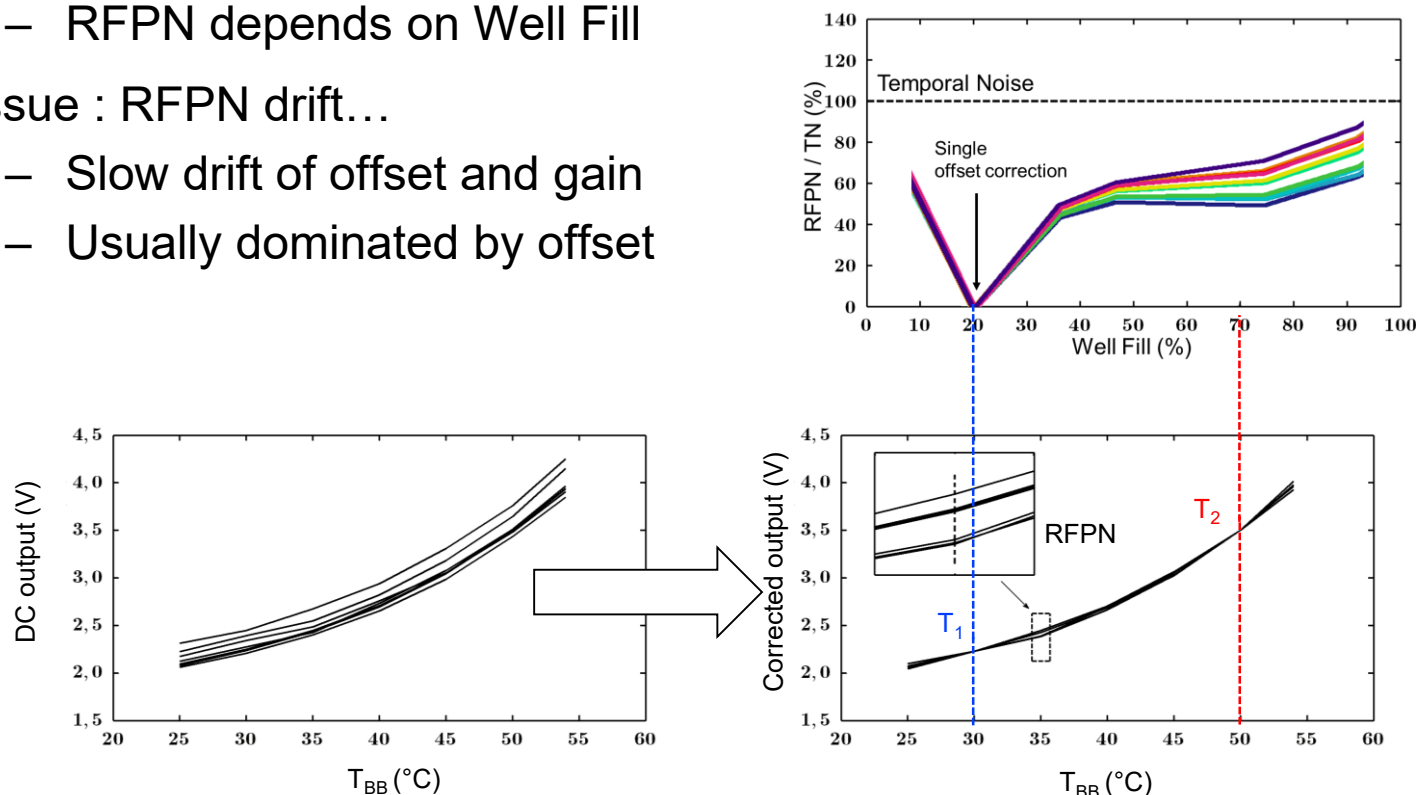 – RFPN depends on Well Fill
ssue : RFPN drift…
– Slow drift of offset and gain
– Usually dominated by offset
140
120
100
80
60
40
20
0
RFPN / TN (%)
Temporal Noise
Single
offset correction
0 10 20 30 40 50 60 70 80 90 100
Well Fill (%)
4, 5
4, 0
3, 5
3, 0
2, 5
2, 0
1, 5
DC output (V)
20 25 30 35 40 45 50 55 60
T_BB (°C)
4, 5
4, 0
3, 5
3, 0
2, 5
2, 0
1, 5
Corrected output (V)
RFPN
T1
T2
20 25 30 35 40 45 50 55 60
T_BB (°C)